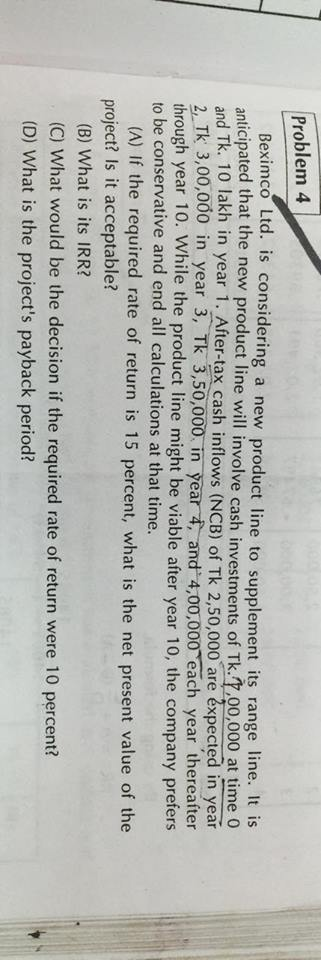 Problem 4
Beximco Ltd. is considering a new product line to supplement its range line. It is
anticipated that the new product line will involve cash investments of Tk. 7,00,000 at time 0
and Tk. 10 lakh in year 1. After-tax cash inflows (NCB) of Tk 2,50,000 are expected in year
2, Tk 3,00,000 in year 3, Tk 3,50,000 in year 4, and 4,00,000 each year thereafter
through year 10. While the product line might be viable after year 10, the company prefers
to be conservative and end all calculations at that time.
(A) If the required rate of return is 15 percent, what is the net present value of the
project? Is it acceptable?
(B) What is its IRR?
(C) What would be the decision if the required rate of return were 10 percent?
(D) What is the project's payback period?